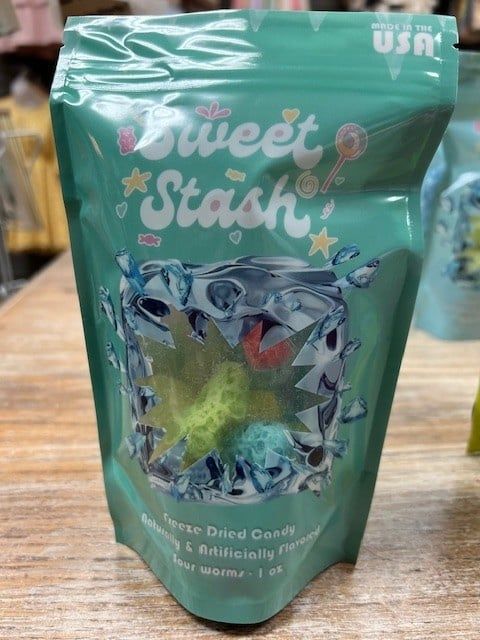 MADE IN THE
USA
Sweet
Stash
Freeze Dried Candy
Naturally & Artificially Flavored
Sour worms · 1 oz